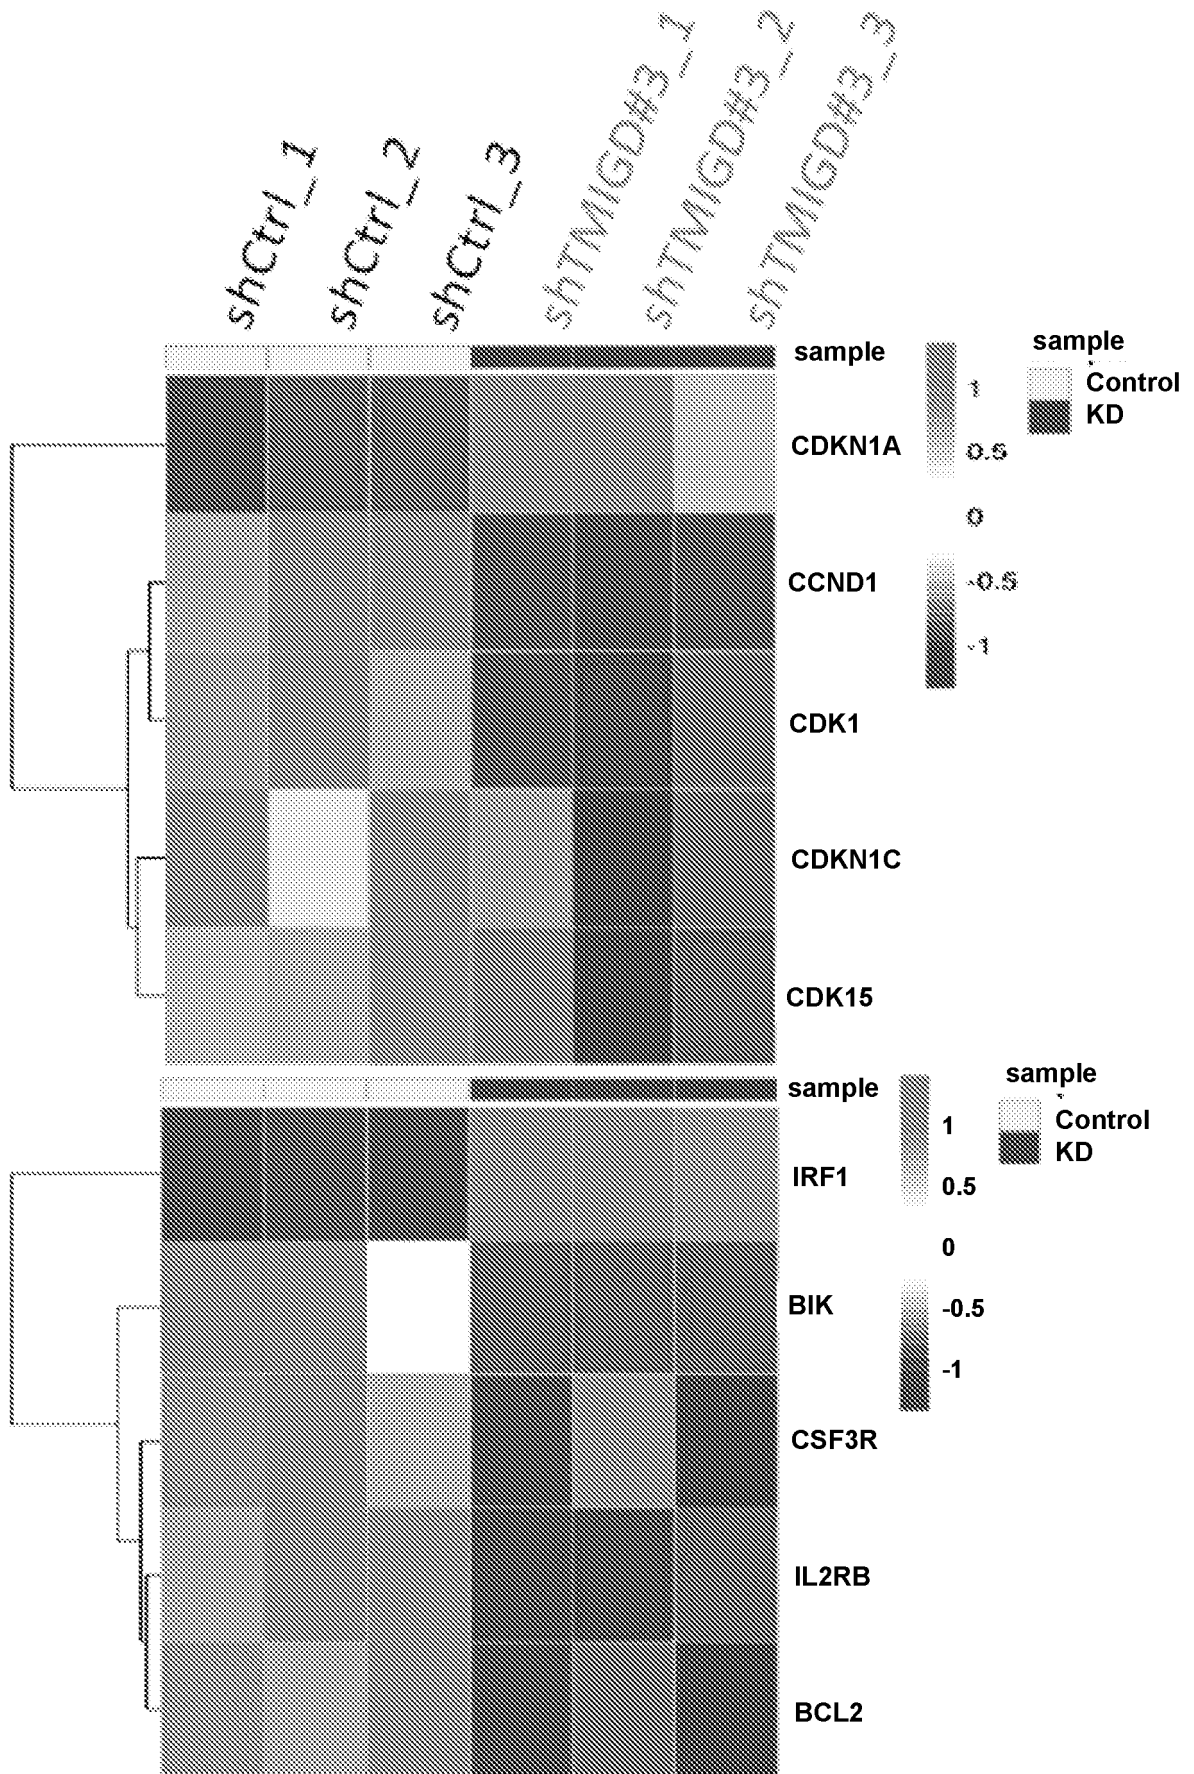 shCtrl_1
shCtrl_2
shCtrl_3
shTMIGD#3_1
shTMIGD#3_2
shTMIGD#3_3
sample
CDKN1A
CCND1
CDK1
CDKN1C
CDK15
1
0.5
0
-0.5
-1
sample
Control
KD
sample
IRF1
BIK
CSF3R
IL2RB
BCL2
1
0.5
0
-0.5
-1
sample
Control
KD